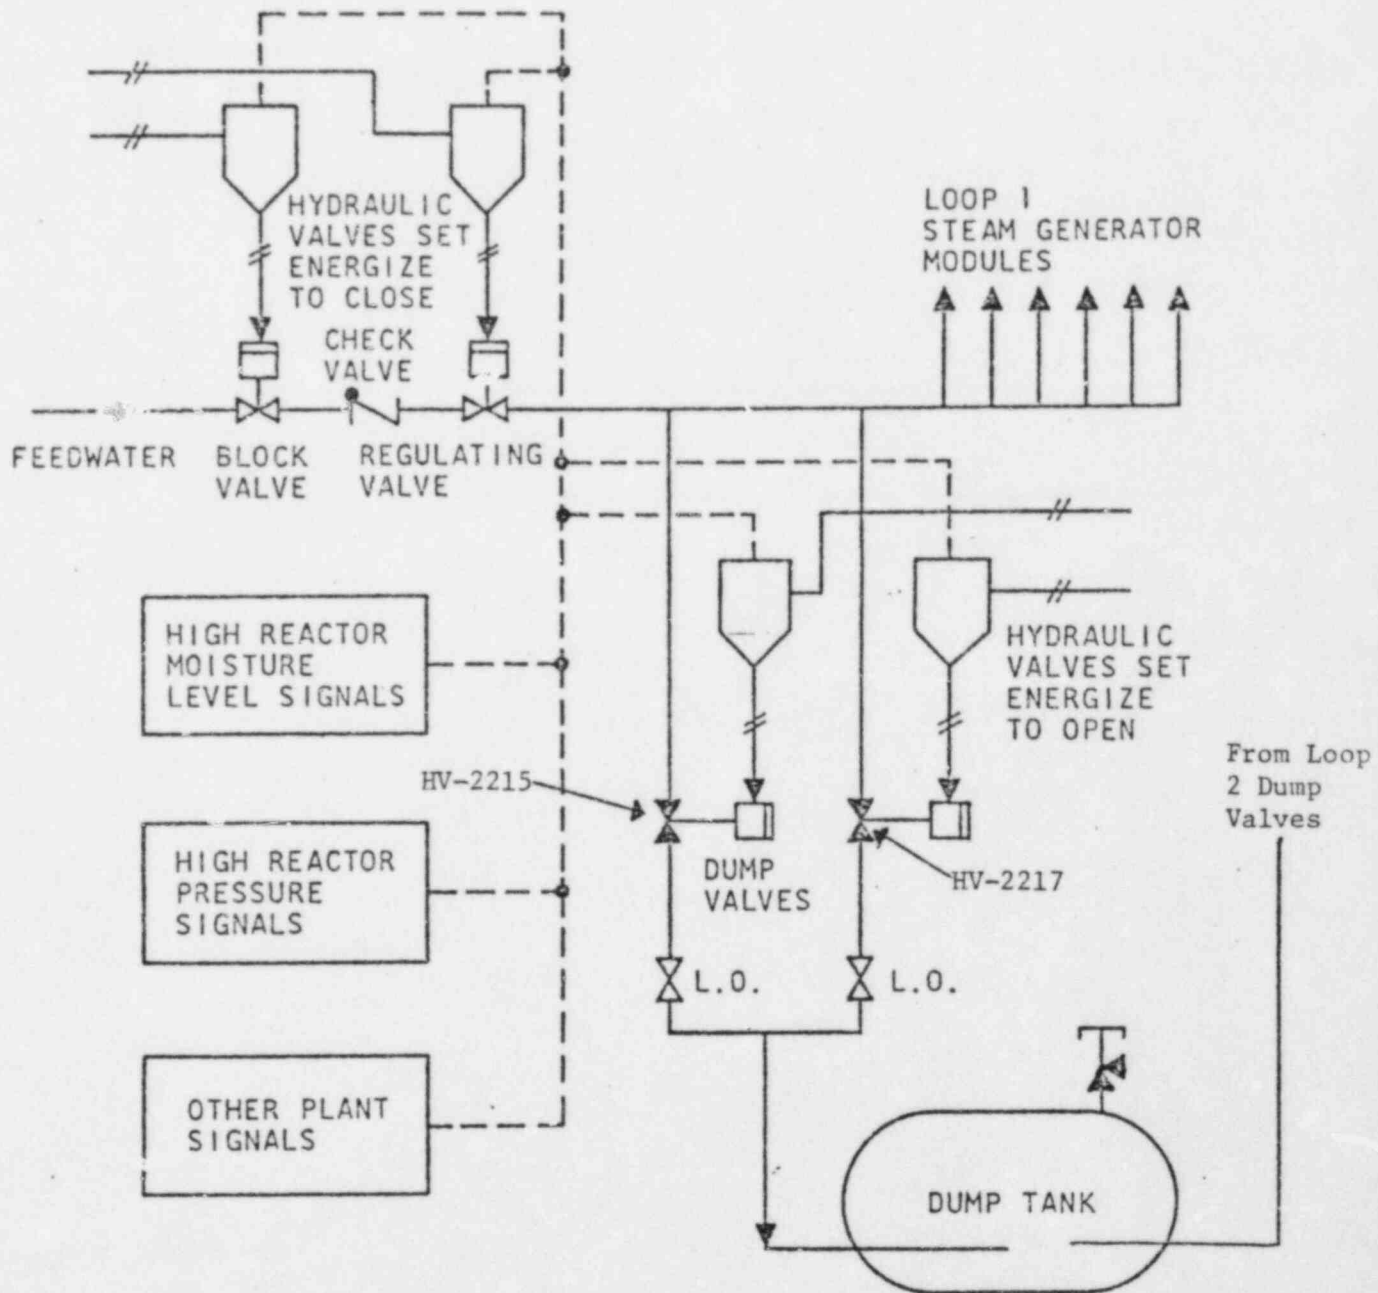 HYDRAULIC
VALVES SET
ENERGIZE
TO CLOSE
LOOP 1
STEAM GENERATOR
MODULES
CHECK
VALVE
FEEDWATER
BLOCK
VALVE
REGULATING
VALVE
HIGH REACTOR
MOISTURE
LEVEL SIGNALS
HYDRAULIC
VALVES SET
ENERGIZE
TO OPEN
From Loop
2 Dump
Valves
HV-2215
HIGH REACTOR
PRESSURE
SIGNALS
DUMP
VALVES
HV-2217
L.O.
L.O.
OTHER PLANT
SIGNALS
DUMP TANK